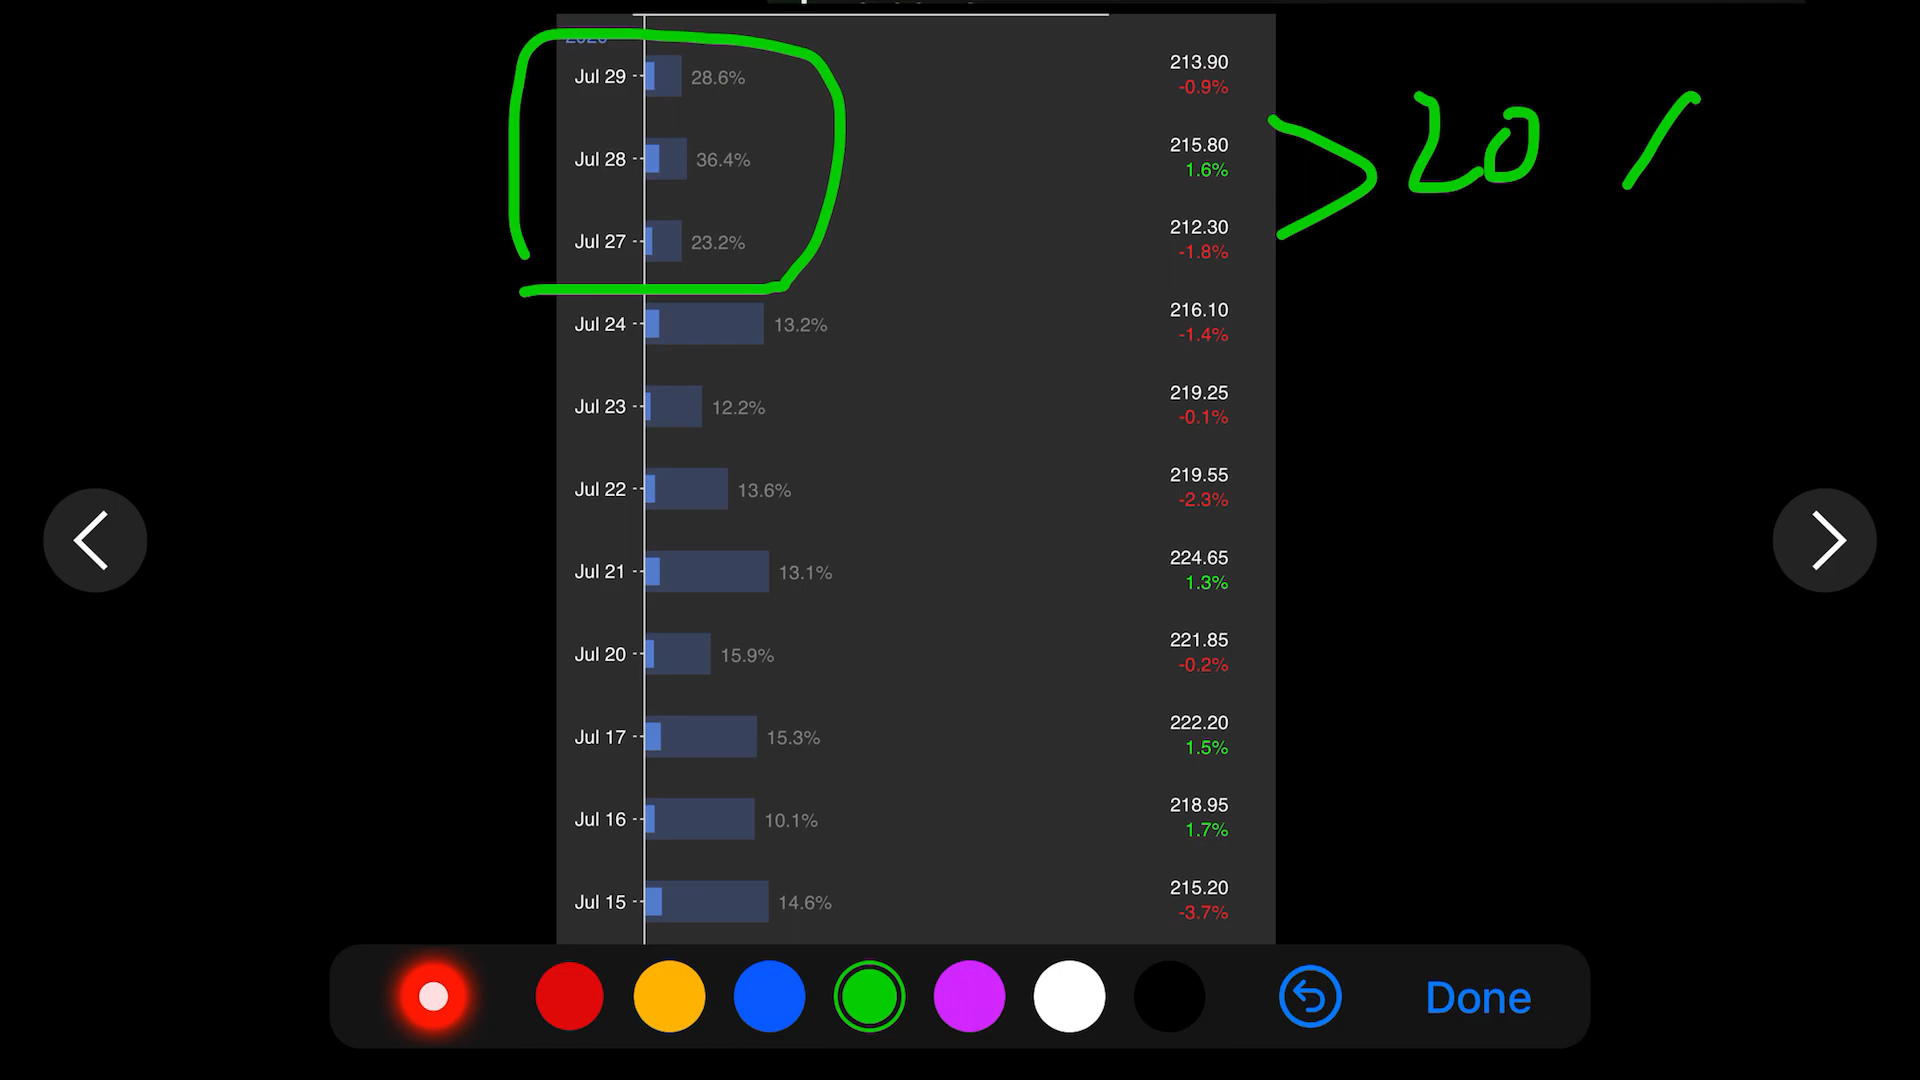 2020
Jul 29 28.6% 213.90
-0.9%
> 20 /
Jul 28 36.4% 215.80
1.6%
Jul 27 23.2% 212.30
-1.8%
Jul 24 13.2% 216.10
-1.4%
Jul 23 12.2% 219.25
-0.1%
Jul 22 13.6% 219.55
-2.3%
Jul 21 13.1% 224.65
1.3%
Jul 20 15.9% 221.85
-0.2%
Jul 17 15.3% 222.20
1.5%
Jul 16 10.1% 218.95
1.7%
Jul 15 14.6% 215.20
-3.7%
Done